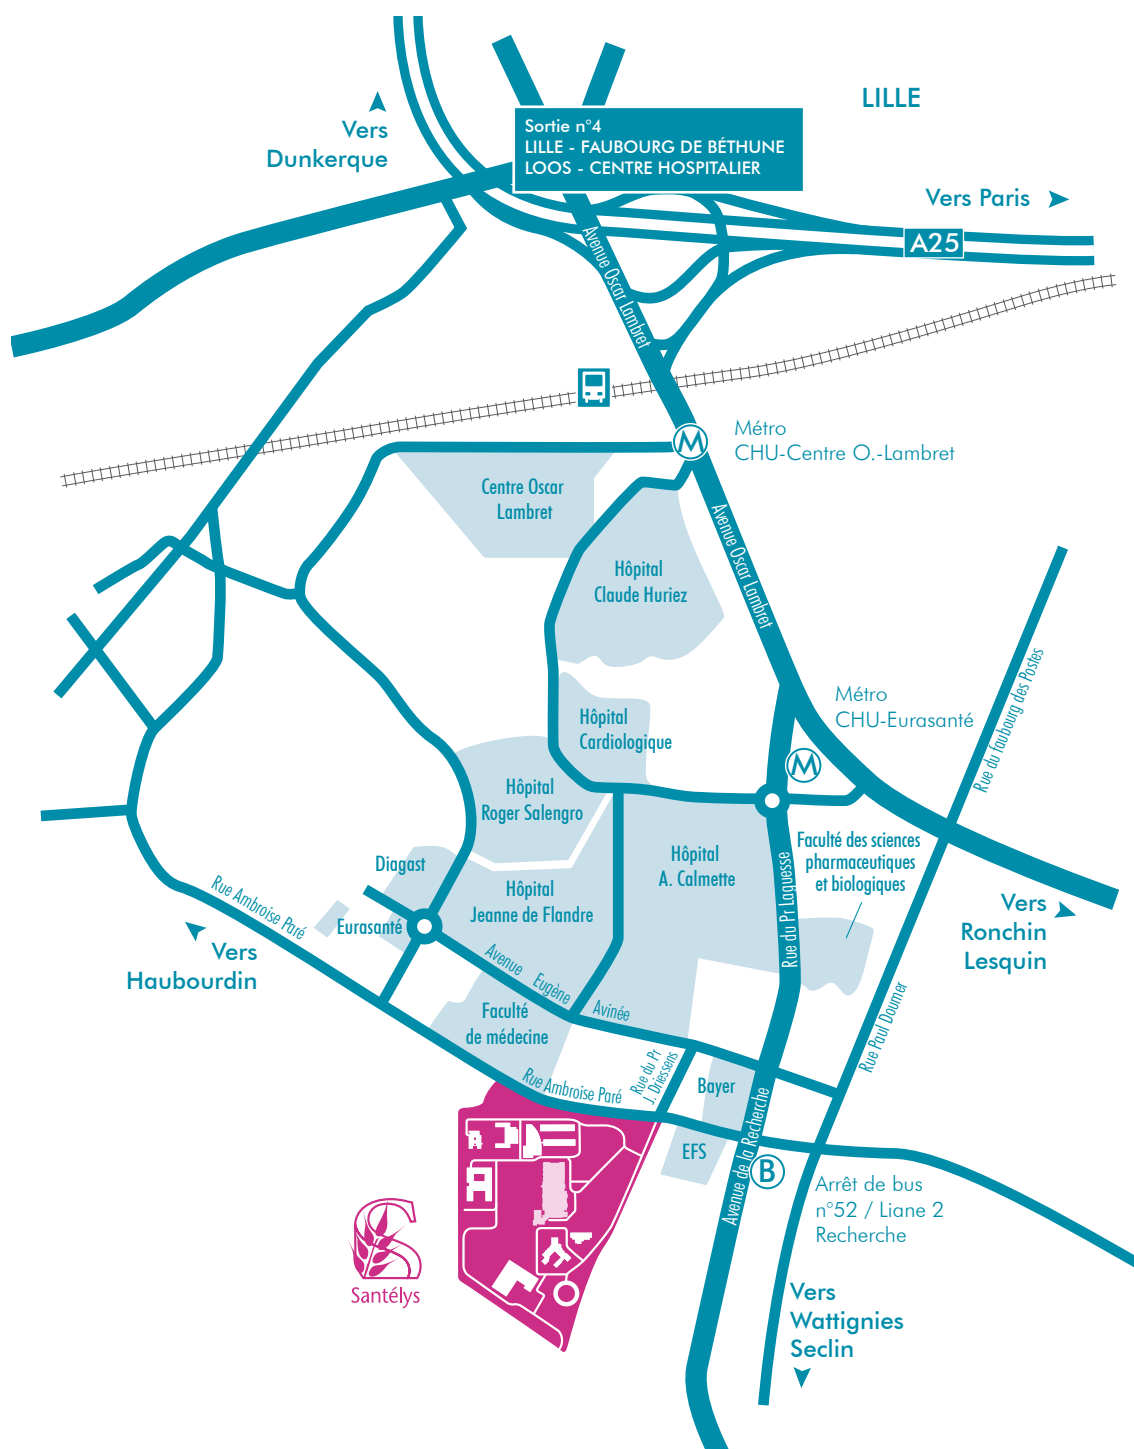 LILLE
Sortie n°4
LILLE - FAUBOURG DE BÉTHUNE
LOOS - CENTRE HOSPITALIER
Vers
Dunkerque
Vers Paris
A25
Avenue Oscar Lambret
M
Métro
CHU-Centre O.-Lambret
Centre Oscar
Lambret
Avenue Oscar Lambret
Hôpital
Claude Huriez
Rue du Faubourg des Postes
Métro
CHU-Eurasanté
M
Hôpital
Cardiologique
Hôpital
Roger Salengro
Hôpital
A. Calmette
Faculté des sciences
pharmaceutiques
et biologiques
Rue du Pr Laguesse
Diagast
Hôpital
Jeanne de Flandre
Eurasanté
Rue Ambroise Paré
Vers
Haubourdin
Vers
Ronchin
Lesquin
Avenue Eugène Avinée
Faculté
de médecine
Rue Paul Doumer
Rue Ambroise Paré
Rue du Pr
J. Driessens
Bayer
EFS
Avenue de la Recherche
B
Arrêt de bus
n°52 / Liane 2
Recherche
S
Santélys
Vers
Wattignies
Seclin